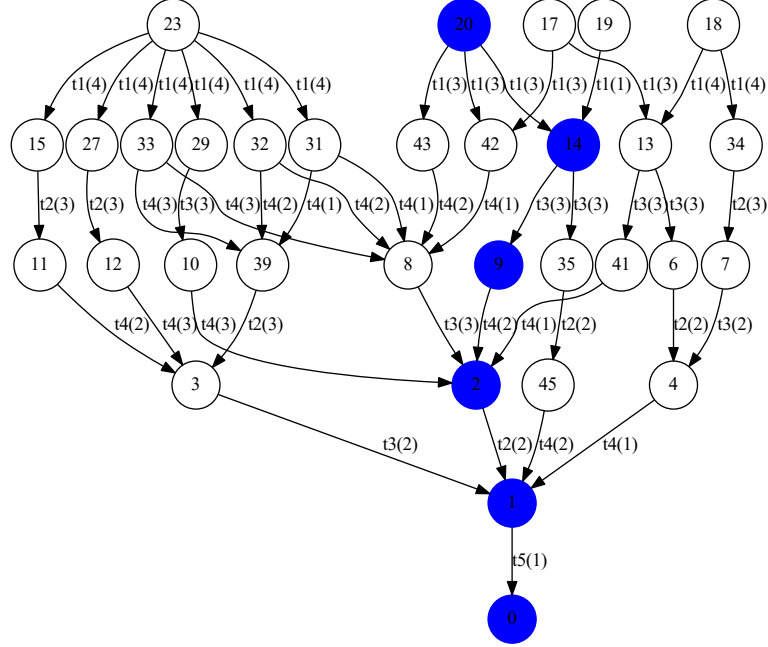 23 20 17 19 18
t1(4) t1(4) t1(4) t1(4) t1(4) t1(4) t1(3) t1(3) t1(3) t1(3) t1(1) t1(3) t1(4) t1(4)
15 27 33 29 32 31 43 42 14 13 34
t2(3) t2(3) t4(3) t3(3) t4(3) t4(2) t4(1) t4(2) t4(1) t4(2) t4(1) t3(3) t3(3) t3(3) t3(3) t2(3)
11 12 10 39 8 9 35 41 6 7
t4(2) t4(3) t4(3) t2(3) t3(3) t4(2) t4(1) t2(2) t2(2) t3(2)
3 2 45 4
t3(2) t2(2) t4(2) t4(1)
1
t5(1)
0